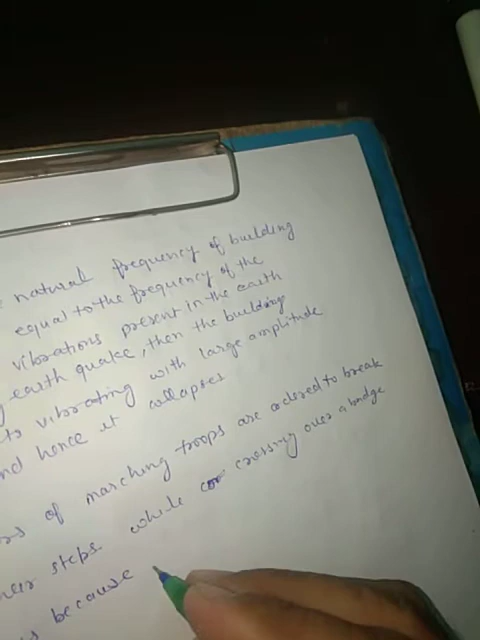 natural frequency of building
equal to the frequency of the
vibrations present in the earth
earth quake, then the building
vibrating with large amplitude
hence it collapses
of marching troops are ordered to break
steps while crossing over a bridge
because